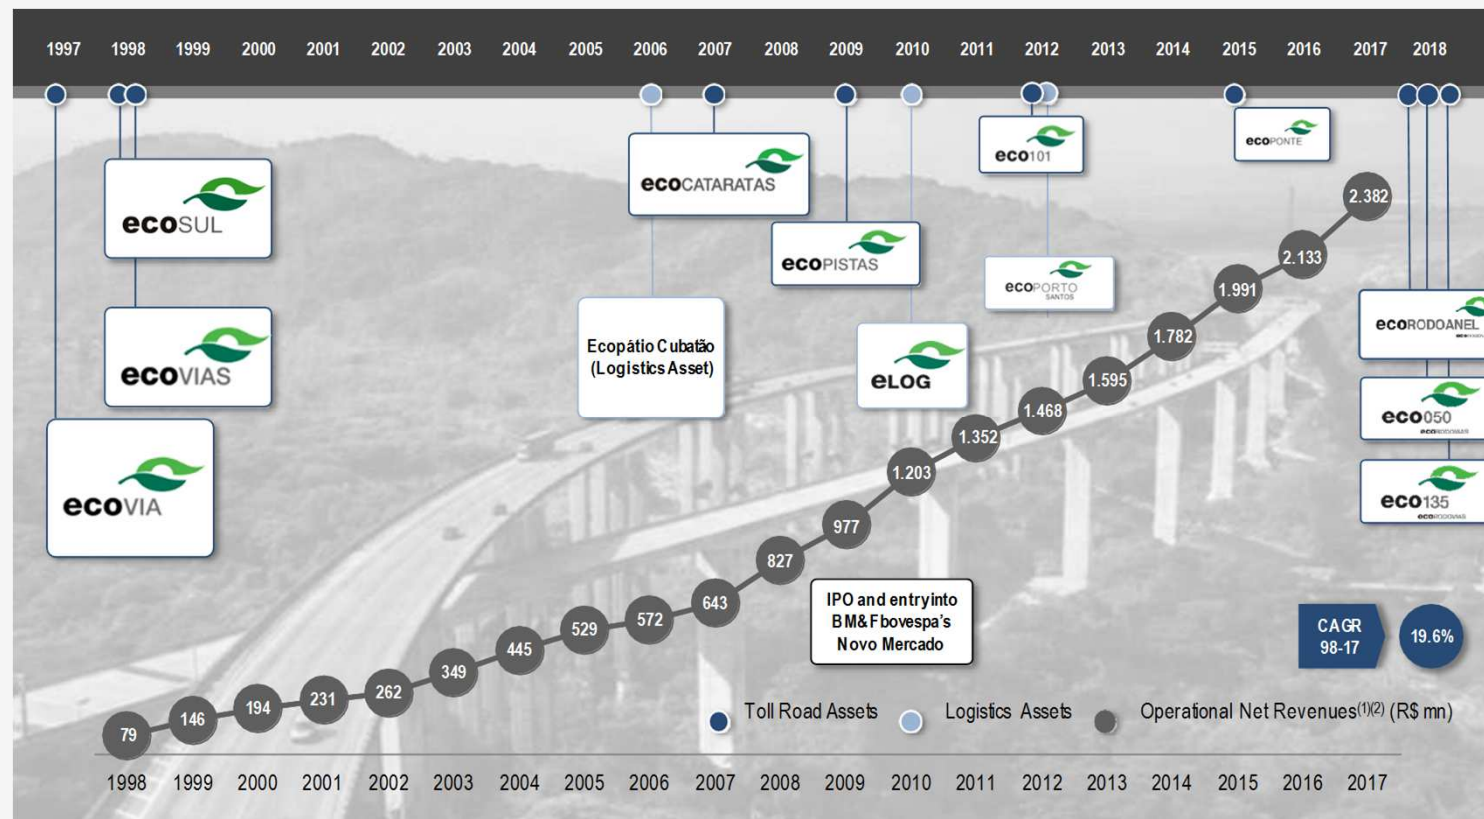 1997 1998 1999 2000 2001 2002 2003 2004 2005 2006 2007 2008 2009 2010 2011 2012 2013 2014 2015 2016 2017 2018
ecoSUL
ecoVIAS
ecoVIA
Ecopátio Cubatão
(Logistics Asset)
ecoCATARATAS
ecoPISTAS
eLOG
eco101
ecoPORTO
SANTOS
ecoPONTE
ecoRODOANEL
eco050
ecoRODOVIAS
eco135
ecoRODOVIAS
79 146 194 231 262 349 445 529 572 643 827 977 1.203 1.352 1.468 1.595 1.782 1.991 2.133 2.382
IPO and entryinto
BM&Fbovespa's
Novo Mercado
CAGR
98-17
19.6%
Toll Road Assets Logistics Assets Operational Net Revenues(1)(2) (R$ mn)
1998 1999 2000 2001 2002 2003 2004 2005 2006 2007 2008 2009 2010 2011 2012 2013 2014 2015 2016 2017